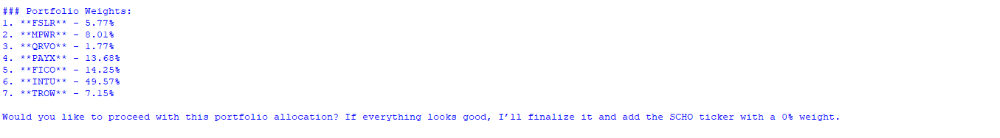 ### Portfolio Weights:
1. **FSLR** - 5.77%
2. **MPWR** - 8.01%
3. **QRVO** - 1.77%
4. **PAYX** - 13.68%
5. **FICO** - 14.25%
6. **INTU** - 49.57%
7. **TROW** - 7.15%
Would you like to proceed with this portfolio allocation? If everything looks good, I’ll finalize it and add the SCHO ticker with a 0% weight.